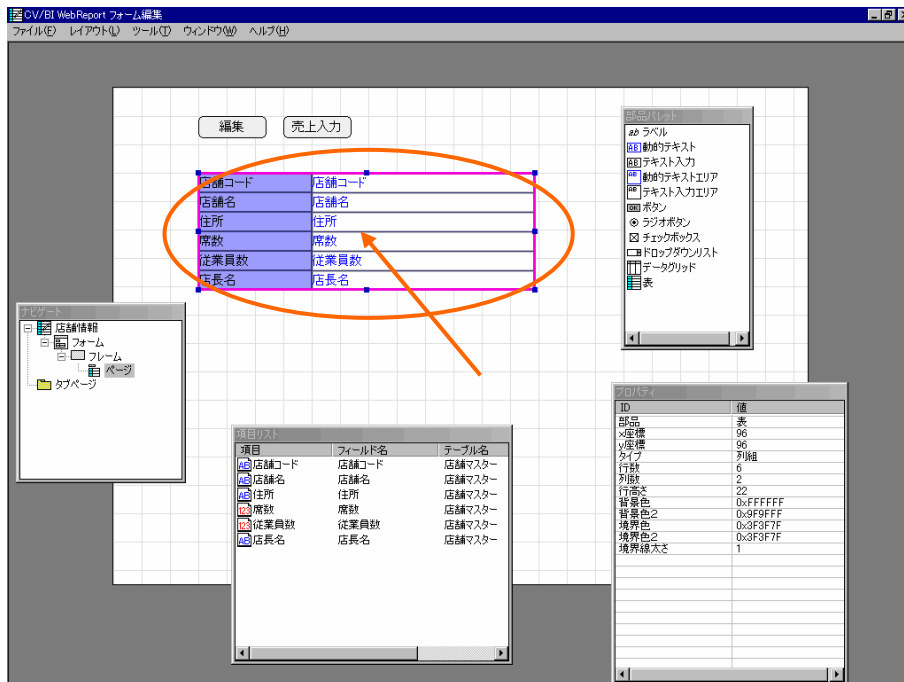 CV/BI WebReport フォーム編集
ファイル(F) レイアウト(L) ツール(T) ウィンドウ(W) ヘルプ(H)
編集 売上入力
店舗コード 店舗コード
店舗名 店舗名
住所 住所
席数 席数
従業員数 従業員数
店長名 店長名
部品パレット
ab ラベル
AB 動的テキスト
AB テキスト入力
AB 動的テキストエリア
AB テキスト入力エリア
OK ボタン
ラジオボタン
チェックボックス
ドロップダウンリスト
データグリッド
表
ナビゲート
店舗情報
フォーム
フレーム
ページ
タブページ
項目リスト
項目 フィールド名 テーブル名
AB 店舗コード 店舗コード 店舗マスター
AB 店舗名 店舗名 店舗マスター
AB 住所 住所 店舗マスター
123 席数 席数 店舗マスター
123 従業員数 従業員数 店舗マスター
AB 店長名 店長名 店舗マスター
プロパティ
ID 値
部品 表
x座標 96
y座標 96
タイプ 列組
行数 6
列数 2
行高さ 22
背景色 0xFFFFFF
背景色2 0x9F9FFF
境界色 0x3F3F7F
境界色2 0x3F3F7F
境界線太さ 1